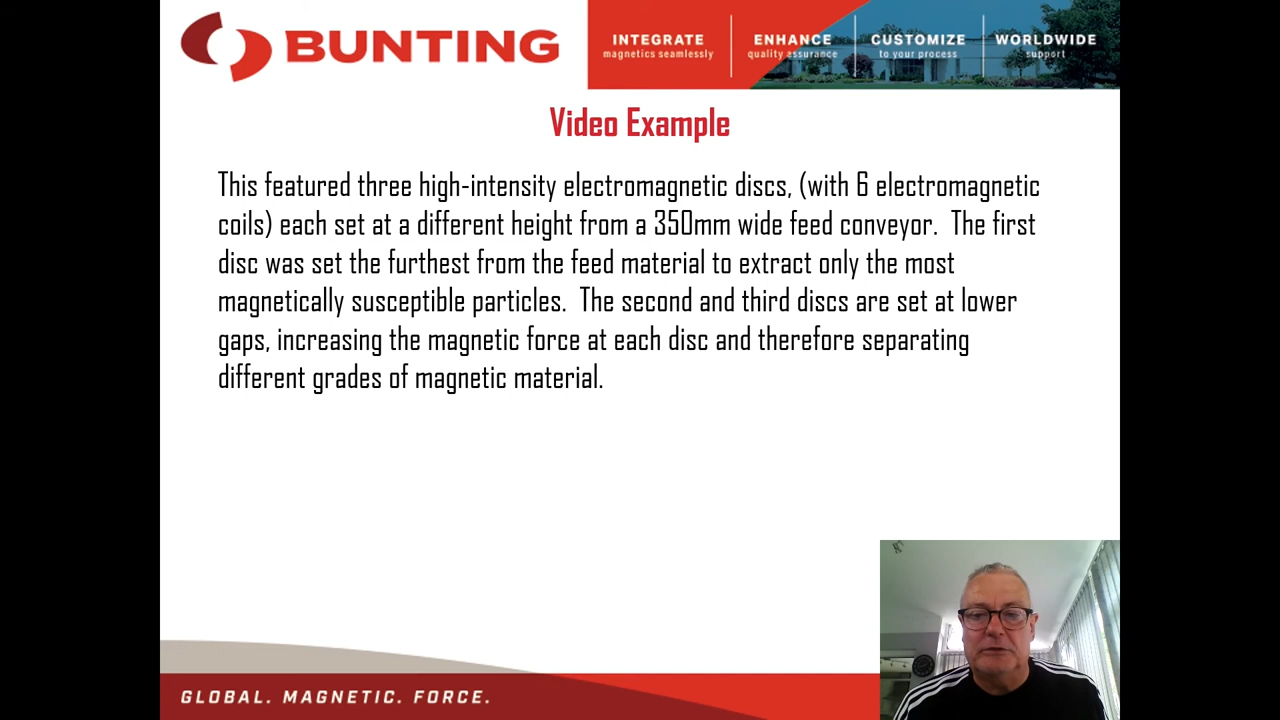 BUNTING
INTEGRATE
magnetics seamlessly
ENHANCE
quality assurance
CUSTOMIZE
to your process
WORLDWIDE
support
Video Example
This featured three high-intensity electromagnetic discs, (with 6 electromagnetic
coils) each set at a different height from a 350mm wide feed conveyor.  The first
disc was set the furthest from the feed material to extract only the most
magnetically susceptible particles.  The second and third discs are set at lower
gaps, increasing the magnetic force at each disc and therefore separating
different grades of magnetic material.
GLOBAL. MAGNETIC. FORCE.